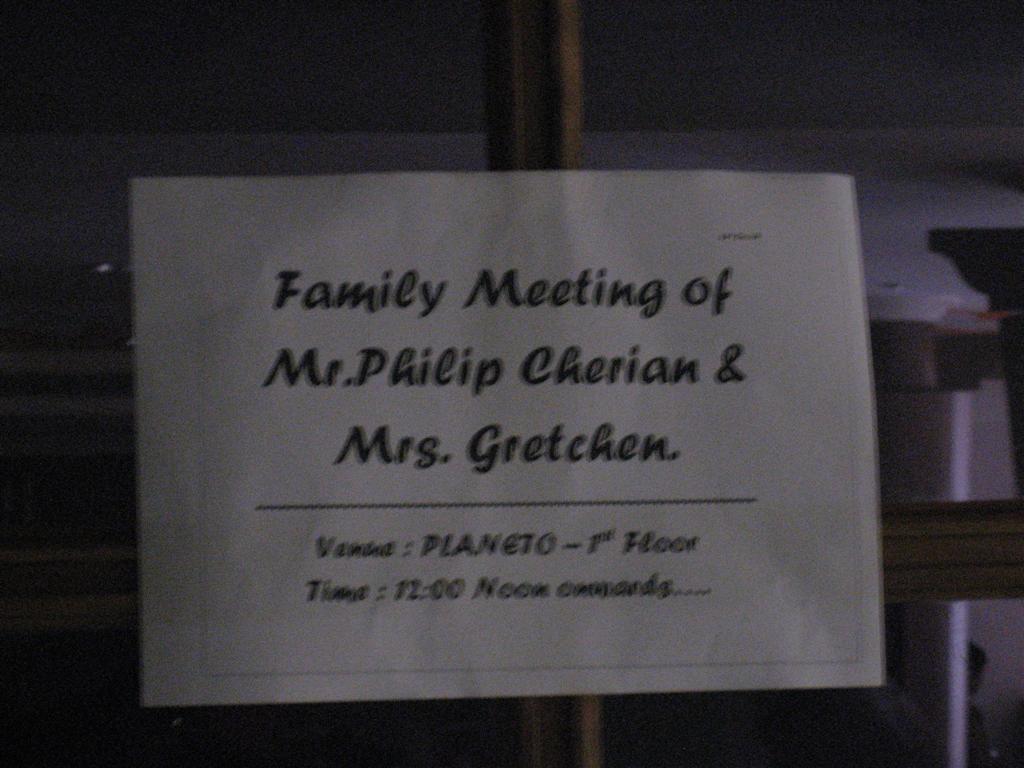 Family Meeting of
Mr.Philip Cherian &
Mrs. Gretchen.
Venue : PLANETO – 1st Floor
Time : 12:00 Noon onwards.....